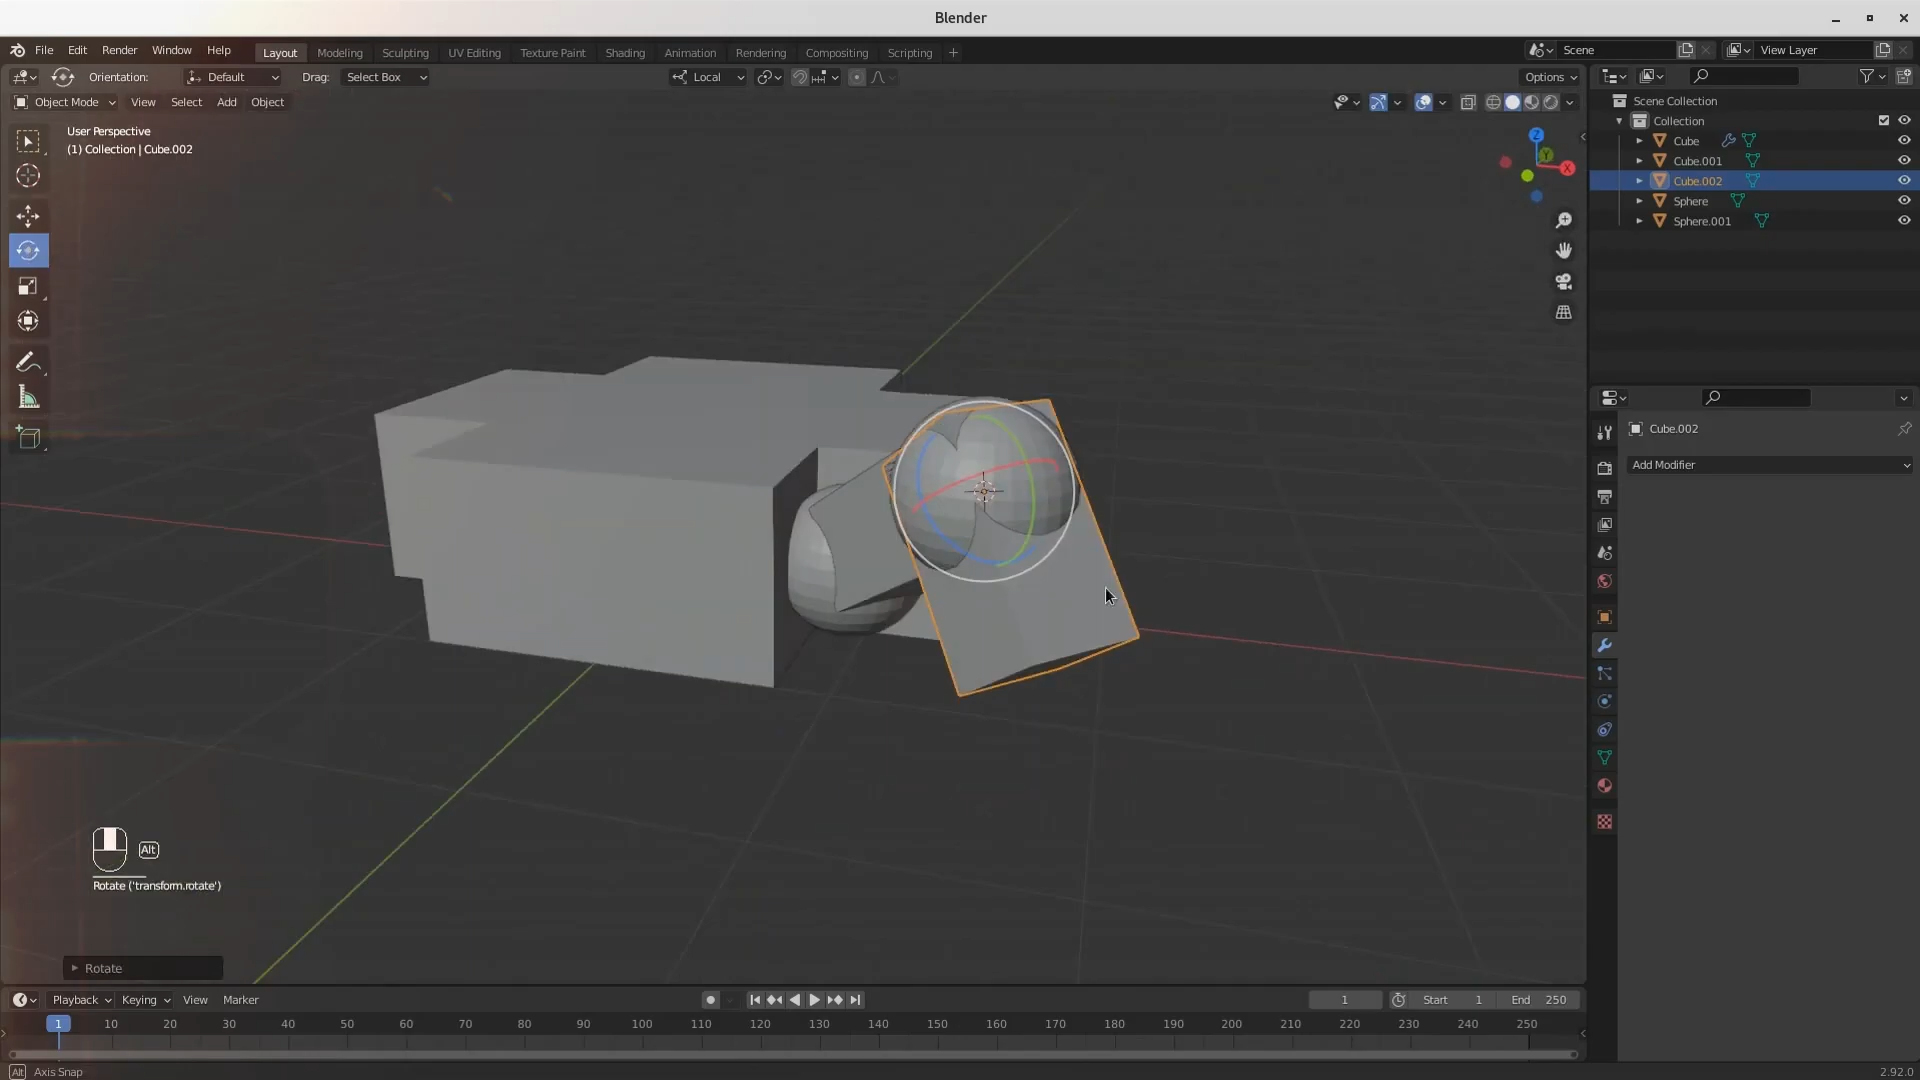 Blender
File Edit Render Window Help Layout Modeling Sculpting UV Editing Texture Paint Shading Animation Rendering Compositing Scripting + Scene View Layer
Orientation: Default Drag: Select Box Local Options
Object Mode View Select Add Object
User Perspective
(1) Collection | Cube.002
Z
Y
X
Scene Collection
Collection
Cube
Cube.001
Cube.002
Sphere
Sphere.001
Cube.002
Add Modifier
Alt
Rotate ('transform.rotate')
Rotate
Playback Keying View Marker 1 Start 1 End 250
1 10 20 30 40 50 60 70 80 90 100 110 120 130 140 150 160 170 180 190 200 210 220 230 240 250
Alt Axis Snap 2.92.0